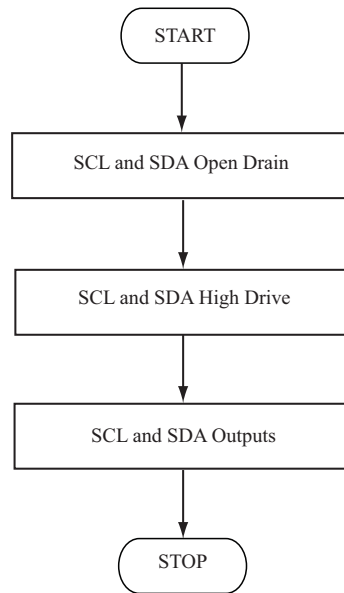 START
SCL and SDA Open Drain
SCL and SDA High Drive
SCL and SDA Outputs
STOP